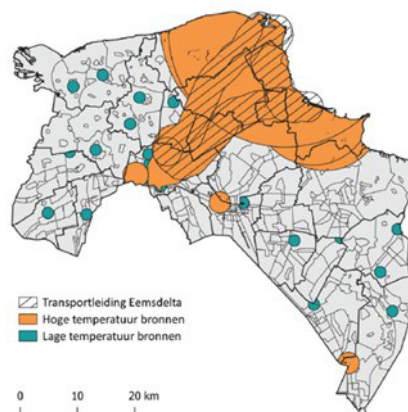 Transportleiding Eemsdelta
Hoge temperatuur bronnen
Lage temperatuur bronnen
0 10 20 km